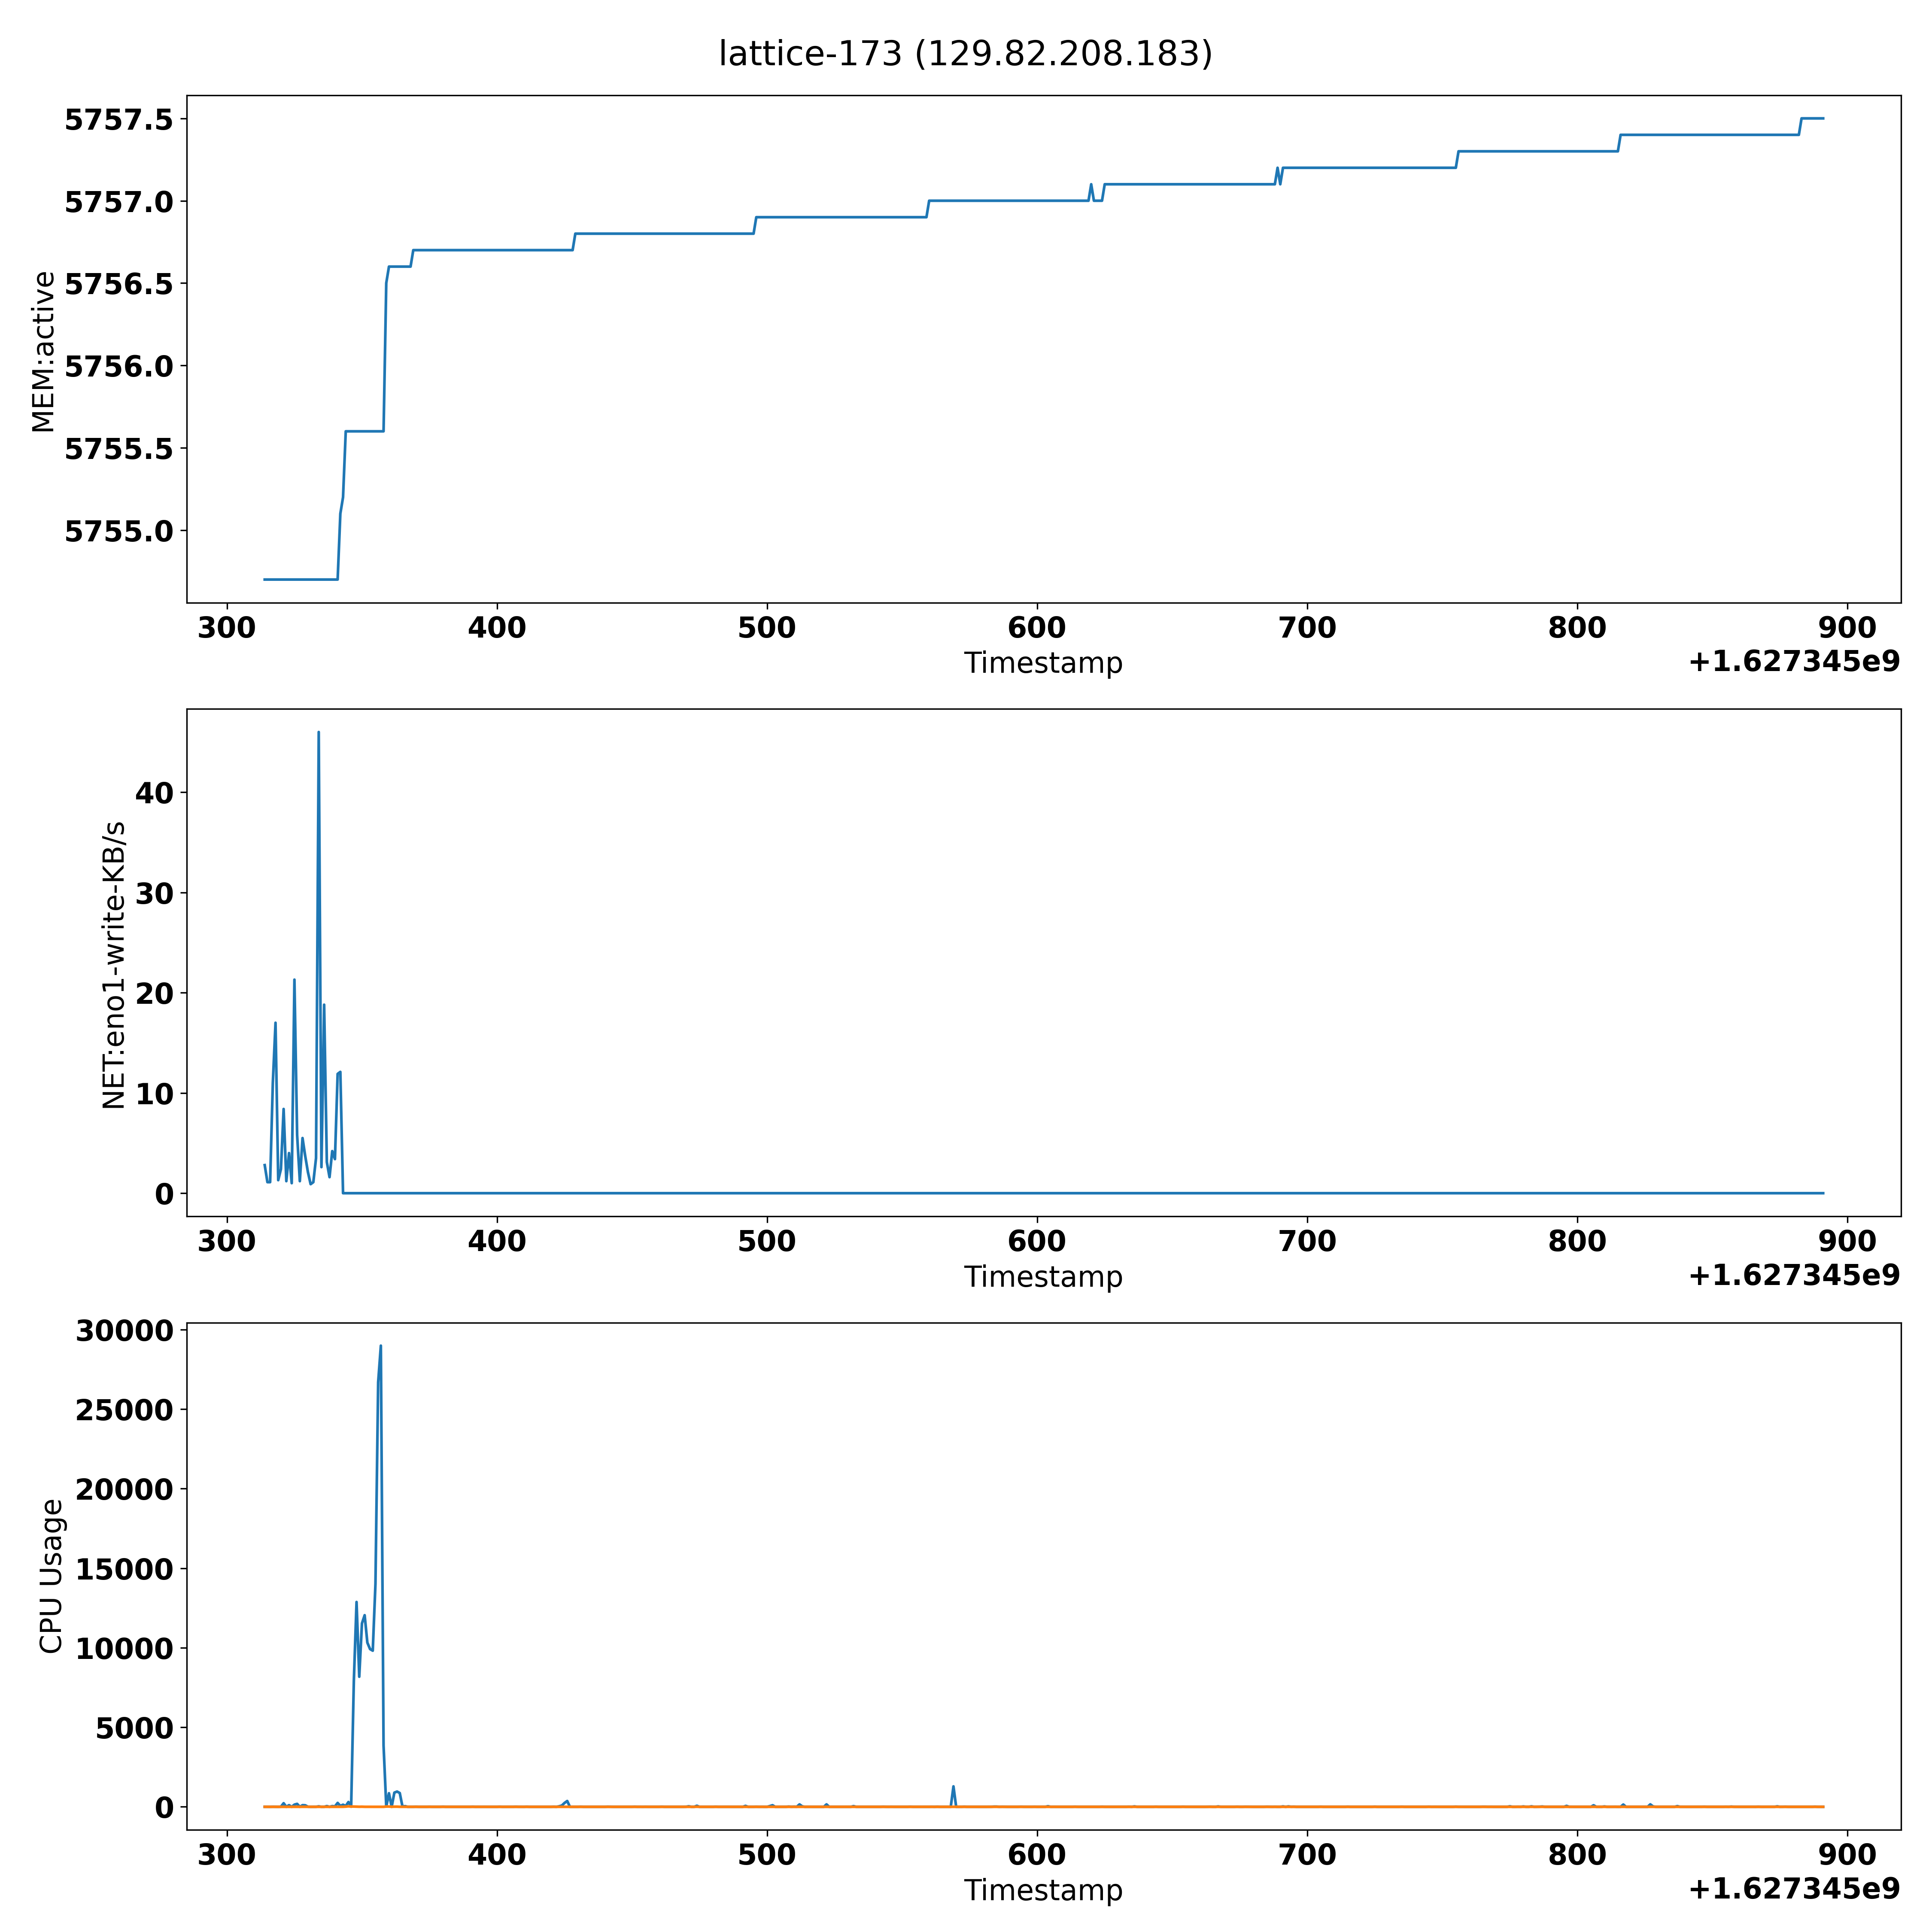 lattice-173 (129.82.208.183)
5757.5
5757.0
5756.5
5756.0
5755.5
5755.0
MEM:active
300 400 500 600 700 800 900
Timestamp
+1.627345e9
40
30
20
10
0
NET:eno1-write-KB/s
300 400 500 600 700 800 900
Timestamp
+1.627345e9
30000
25000
20000
15000
10000
5000
0
CPU Usage
300 400 500 600 700 800 900
Timestamp
+1.627345e9